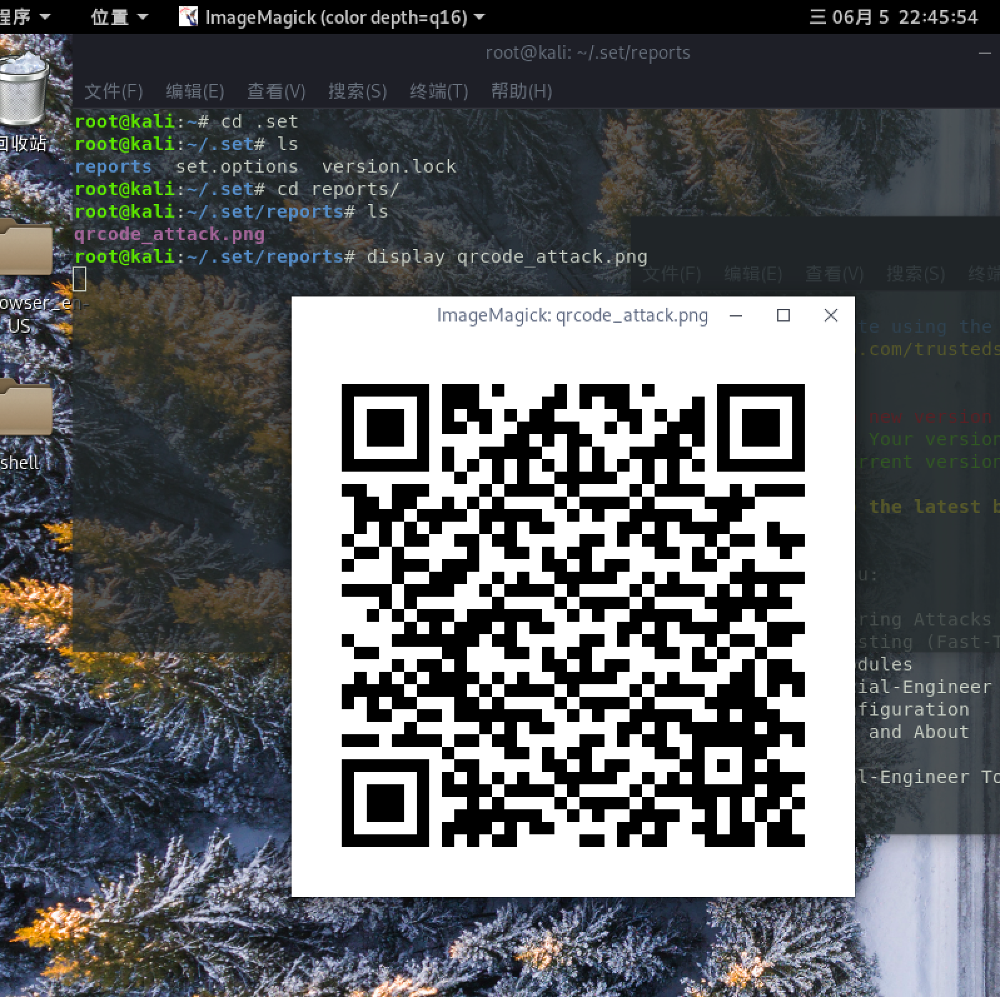 程序 位置 ImageMagick (color depth=q16) 三 06月 5 22:45:54
root@kali: ~/.set/reports
文件(F) 编辑(E) 查看(V) 搜索(S) 终端(T) 帮助(H)
root@kali:~# cd .set
root@kali:~/.set# ls
reports set.options version.lock
root@kali:~/.set# cd reports/
root@kali:~/.set/reports# ls
qrcode_attack.png
root@kali:~/.set/reports# display qrcode_attack.png
回收站
owser_en-
US
shell
ImageMagick: qrcode_attack.png
文件(F) 编辑(E) 查看(V) 搜索(S) 终端
te using the
.com/trusteds
new version
Your version
rrent version
the latest b
u:
ring Attacks
esting (Fast-T
dules
ial-Engineer
figuration
and About
l-Engineer To